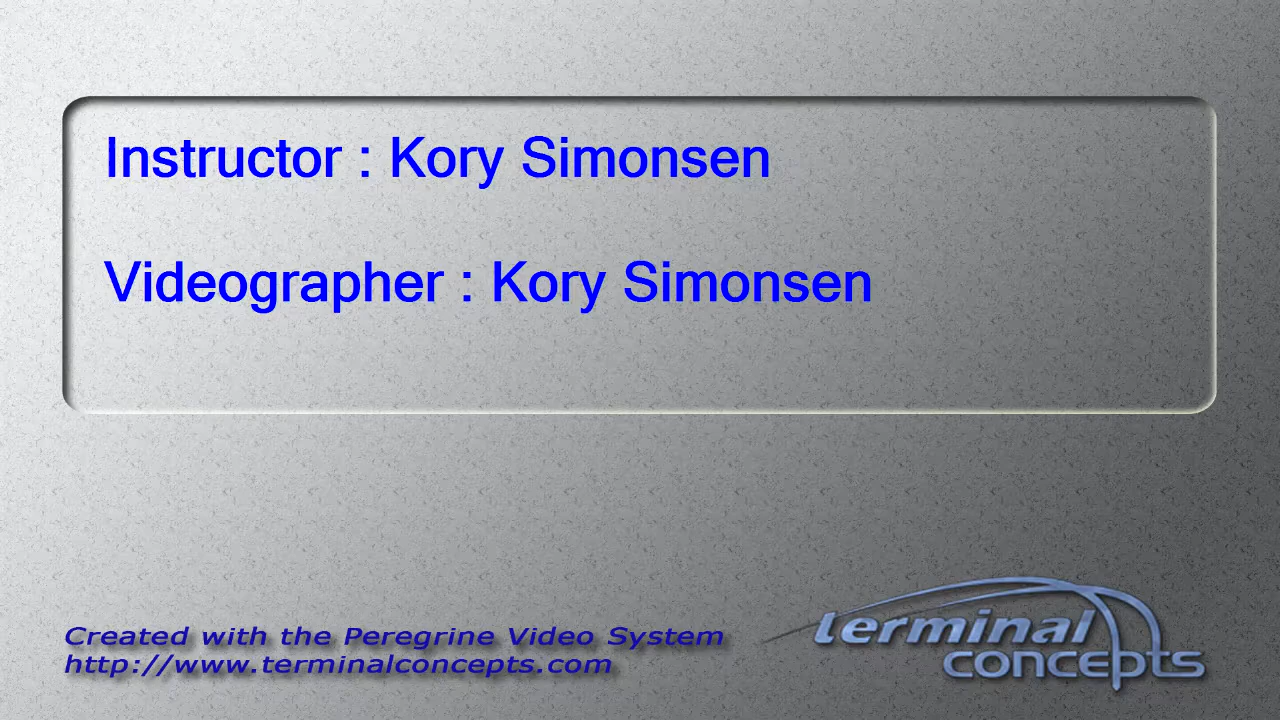 Instructor : Kory Simonsen
Videographer : Kory Simonsen
Created with the Peregrine Video System
http://www.terminalconcepts.com
terminal
concepts